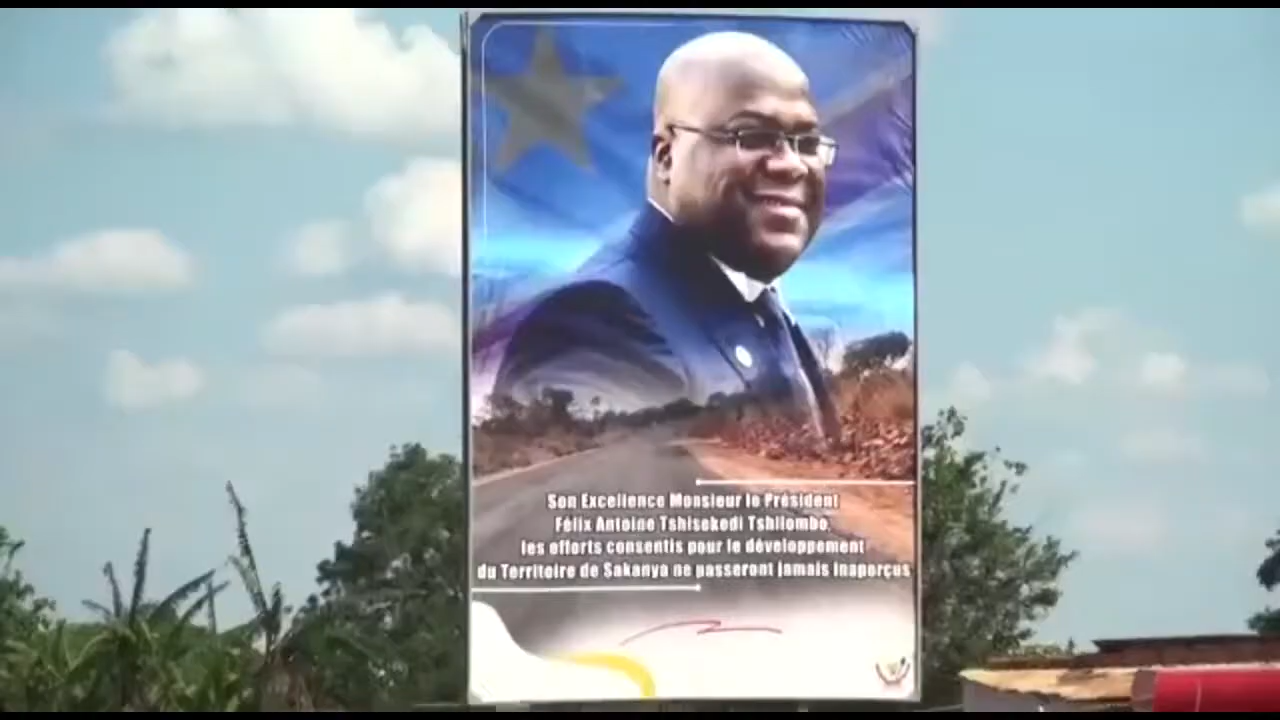 Son Excellence Monsieur le Président
Félix Antoine Tshisekedi Tshilombo,
les efforts consentis pour le développement
du Territoire de Sakanya ne passeront jamais inaperçus